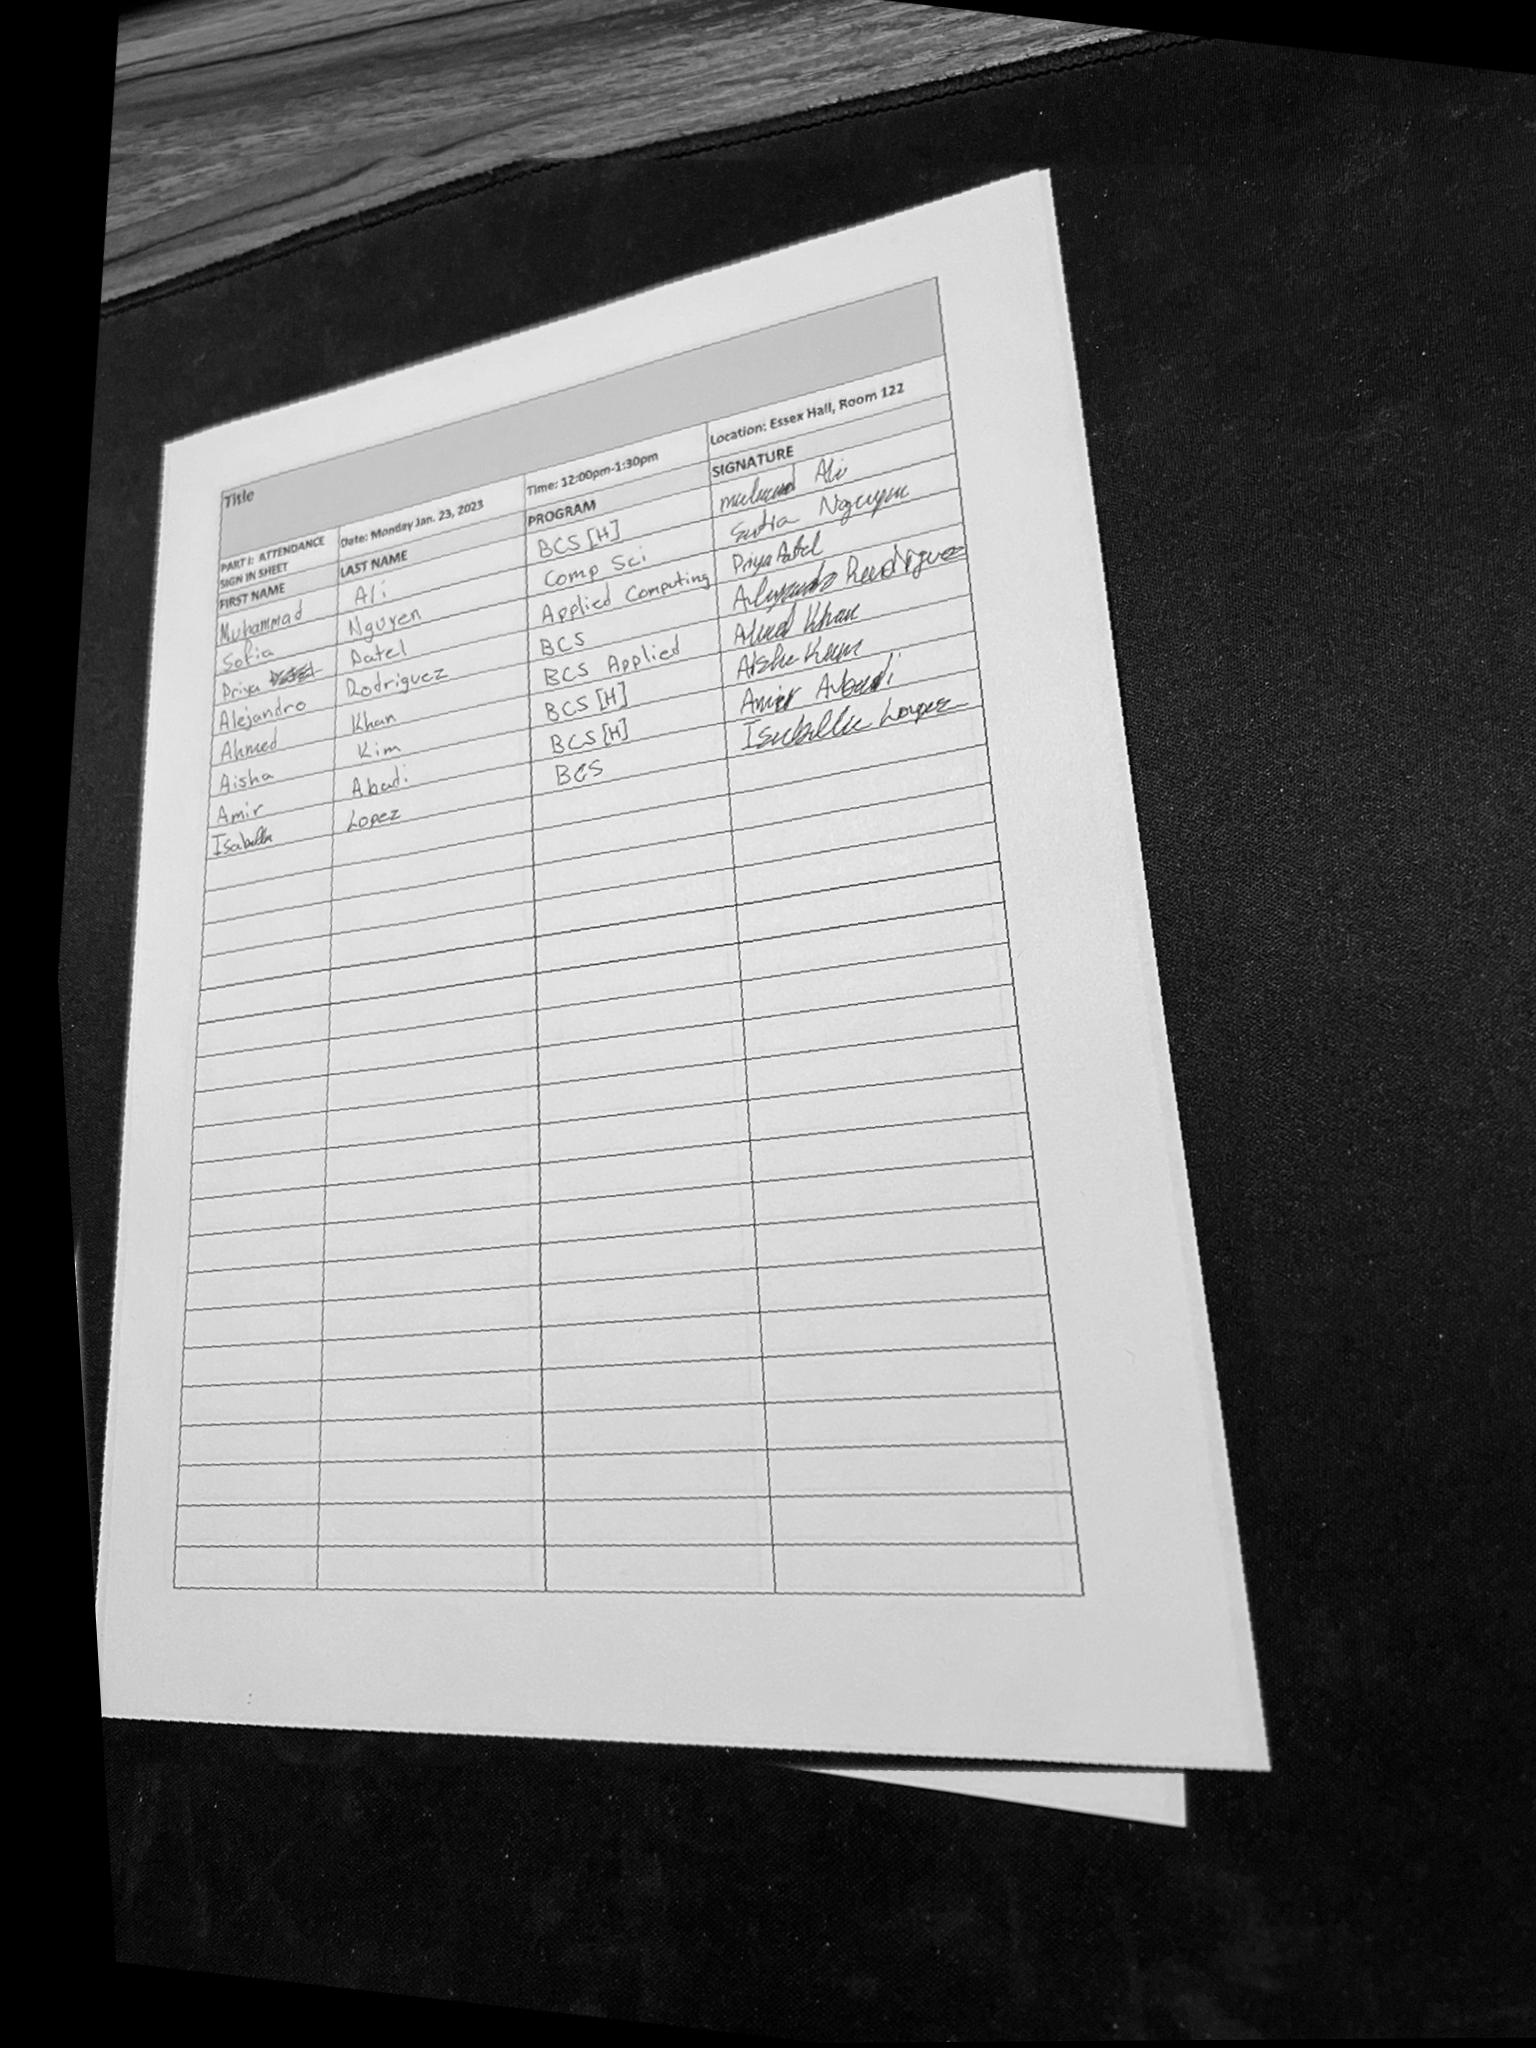 Title
PART I: ATTENDANCE SIGN IN SHEET Date: Monday Jan. 23, 2023 Time: 12:00pm-1:30pm Location: Essex Hall, Room 122
FIRST NAME LAST NAME PROGRAM SIGNATURE
Muhammad Ali BCS [H] Ali
Sofia Nguyen Comp Sci Sofia Nguyen
Priya Patel Applied Computing Priya Patel
Alejandro Rodriguez BCS Alejandro Rodriguez
Ahmed Khan BCS Applied Ahmed Khan
Aisha Kim BCS [H] Aisha Kim
Amir Abadi BCS [H] Amir Abadi
Isabella Lopez BCS Isabella Lopez